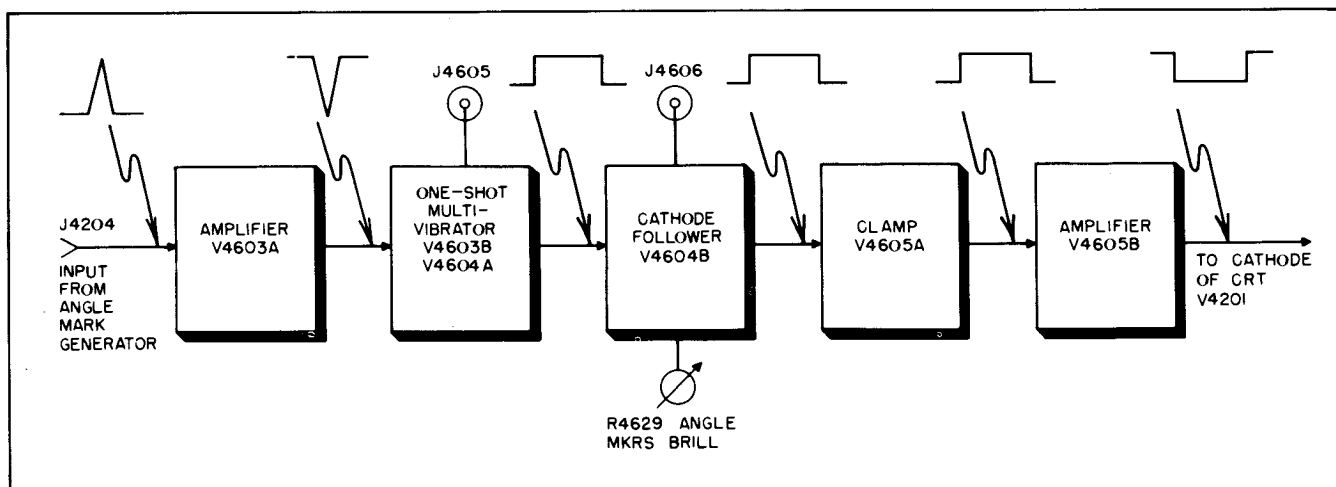 J4605
J4606
J4204
INPUT
FROM
ANGLE
MARK
GENERATOR
AMPLIFIER
V4603A
ONE-SHOT
MULTI-
VIBRATOR
V4603B
V4604A
CATHODE
FOLLOWER
V4604B
R4629 ANGLE
MKRS BRILL
CLAMP
V4605A
AMPLIFIER
V4605B
TO CATHODE
OF CRT
V4201